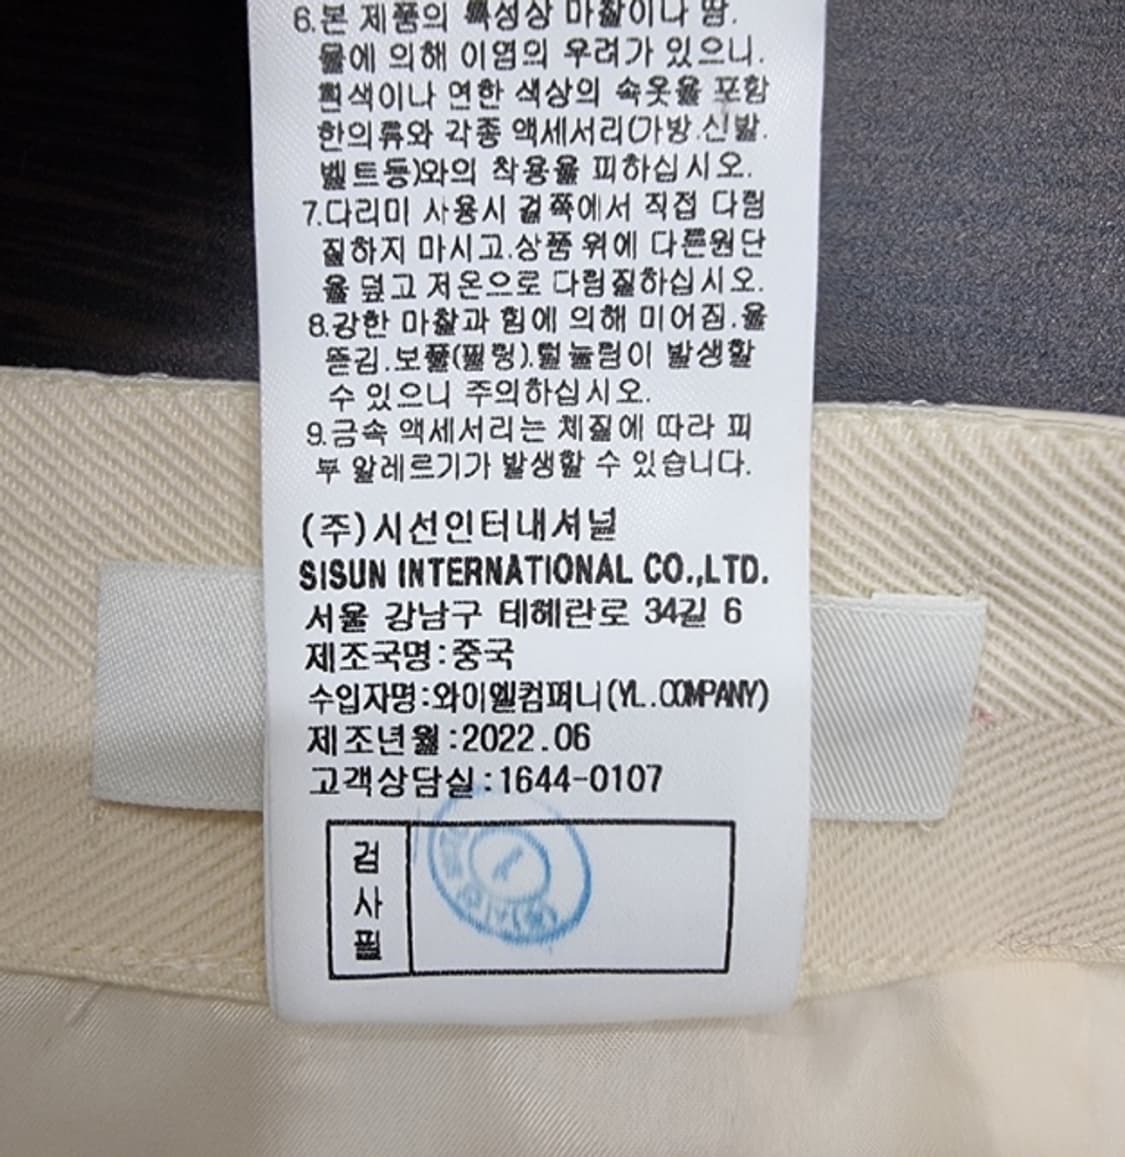 6.본 제품의 특성상 마찰이나 땀.
물에 의해 이염의 우려가 있으니.
흰색이나 연한 색상의 속옷을 포함
한의류와 각종 액세서리(가방.신발.
벨트등)와의 착용을 피하십시오.
7.다리미 사용시 겉쪽에서 직접 다림
질하지 마시고.상품 위에 다른원단
을 덮고 저온으로 다림질하십시오.
8.강한 마찰과 힘에 의해 미어짐.올
뜯김.보풀(필링).털눌림이 발생할
수 있으니 주의하십시오.
9.금속 액세서리는 체질에 따라 피
부 알레르기가 발생할 수 있습니다.
(주)시선인터내셔널
SISUN INTERNATIONAL CO.,LTD.
서울 강남구 테헤란로 34길 6
제조국명:중국
수입자명:와이엘컴퍼니(YL.COMPANY)
제조년월:2022.06
고객상담실:1644-0107
검사필
1